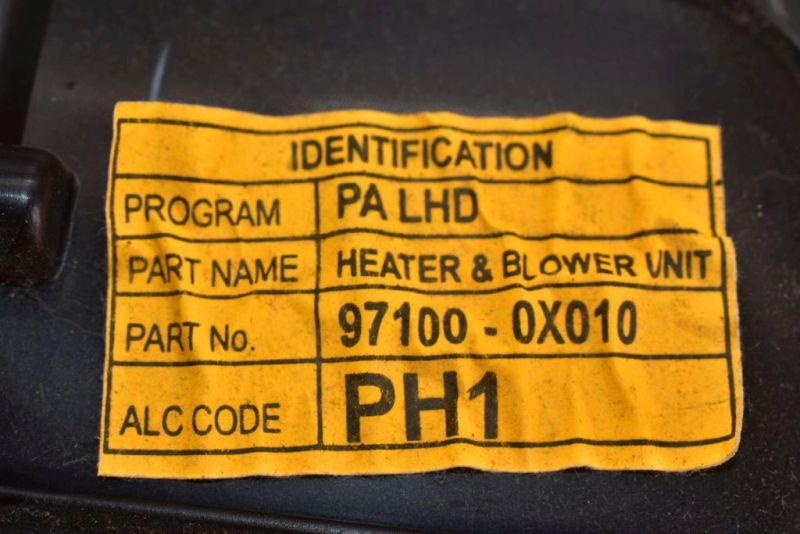 IDENTIFICATION
PROGRAM PA LHD
PART NAME HEATER & BLOWER UNIT
PART No. 97100 - 0X010
ALC CODE PH1